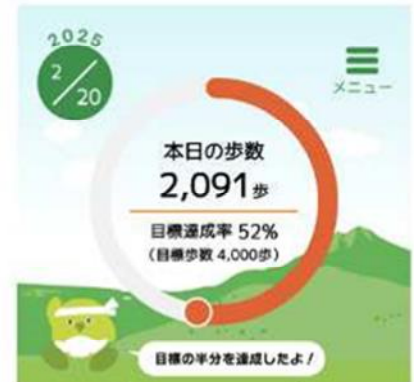 2025
2/20
メニュー
本日の歩数
2,091歩
目標達成率 52%
(目標歩数 4,000歩)
目標の半分を達成したよ！